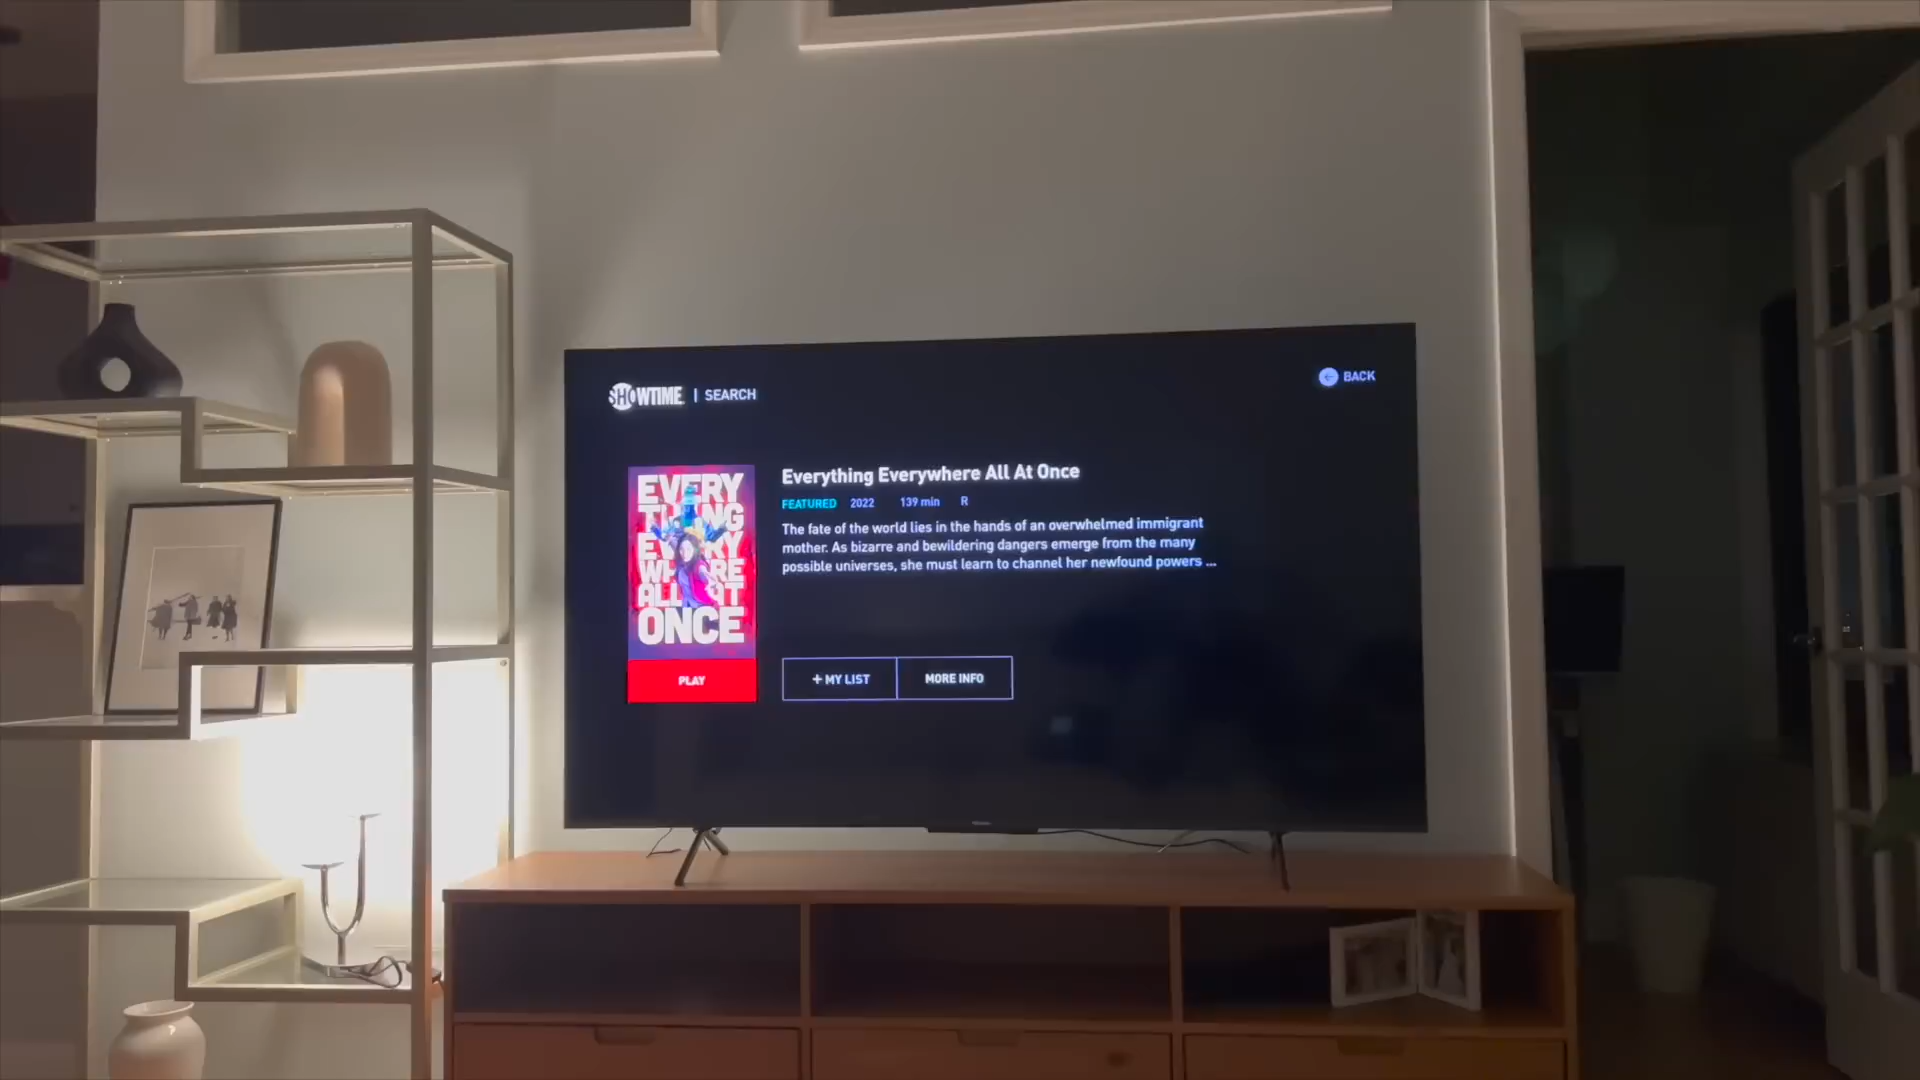 SHOWTIME | SEARCH
BACK
Everything Everywhere All At Once
FEATURED 2022 139 min R
The fate of the world lies in the hands of an overwhelmed immigrant
mother. As bizarre and bewildering dangers emerge from the many
possible universes, she must learn to channel her newfound powers ...
EVERY
THING
EVERY
WHERE
ALL AT
ONCE
PLAY
+ MY LIST
MORE INFO